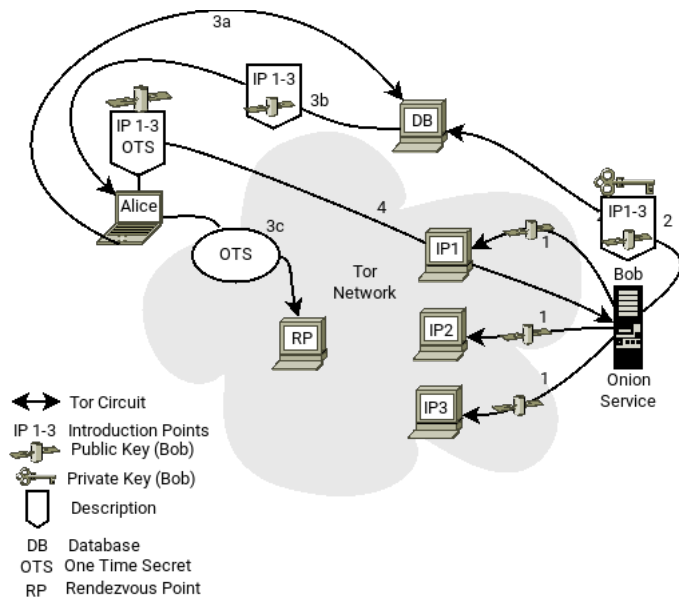 3a
IP 1-3
3b
DB
IP 1-3
OTS
Alice
4
3c
OTS
IP1
1
IP1-3
2
Bob
Tor
Network
RP
IP2
1
1
IP3
Onion
Service
Tor Circuit
IP 1-3 Introduction Points
Public Key (Bob)
Private Key (Bob)
Description
DB Database
OTS One Time Secret
RP Rendezvous Point